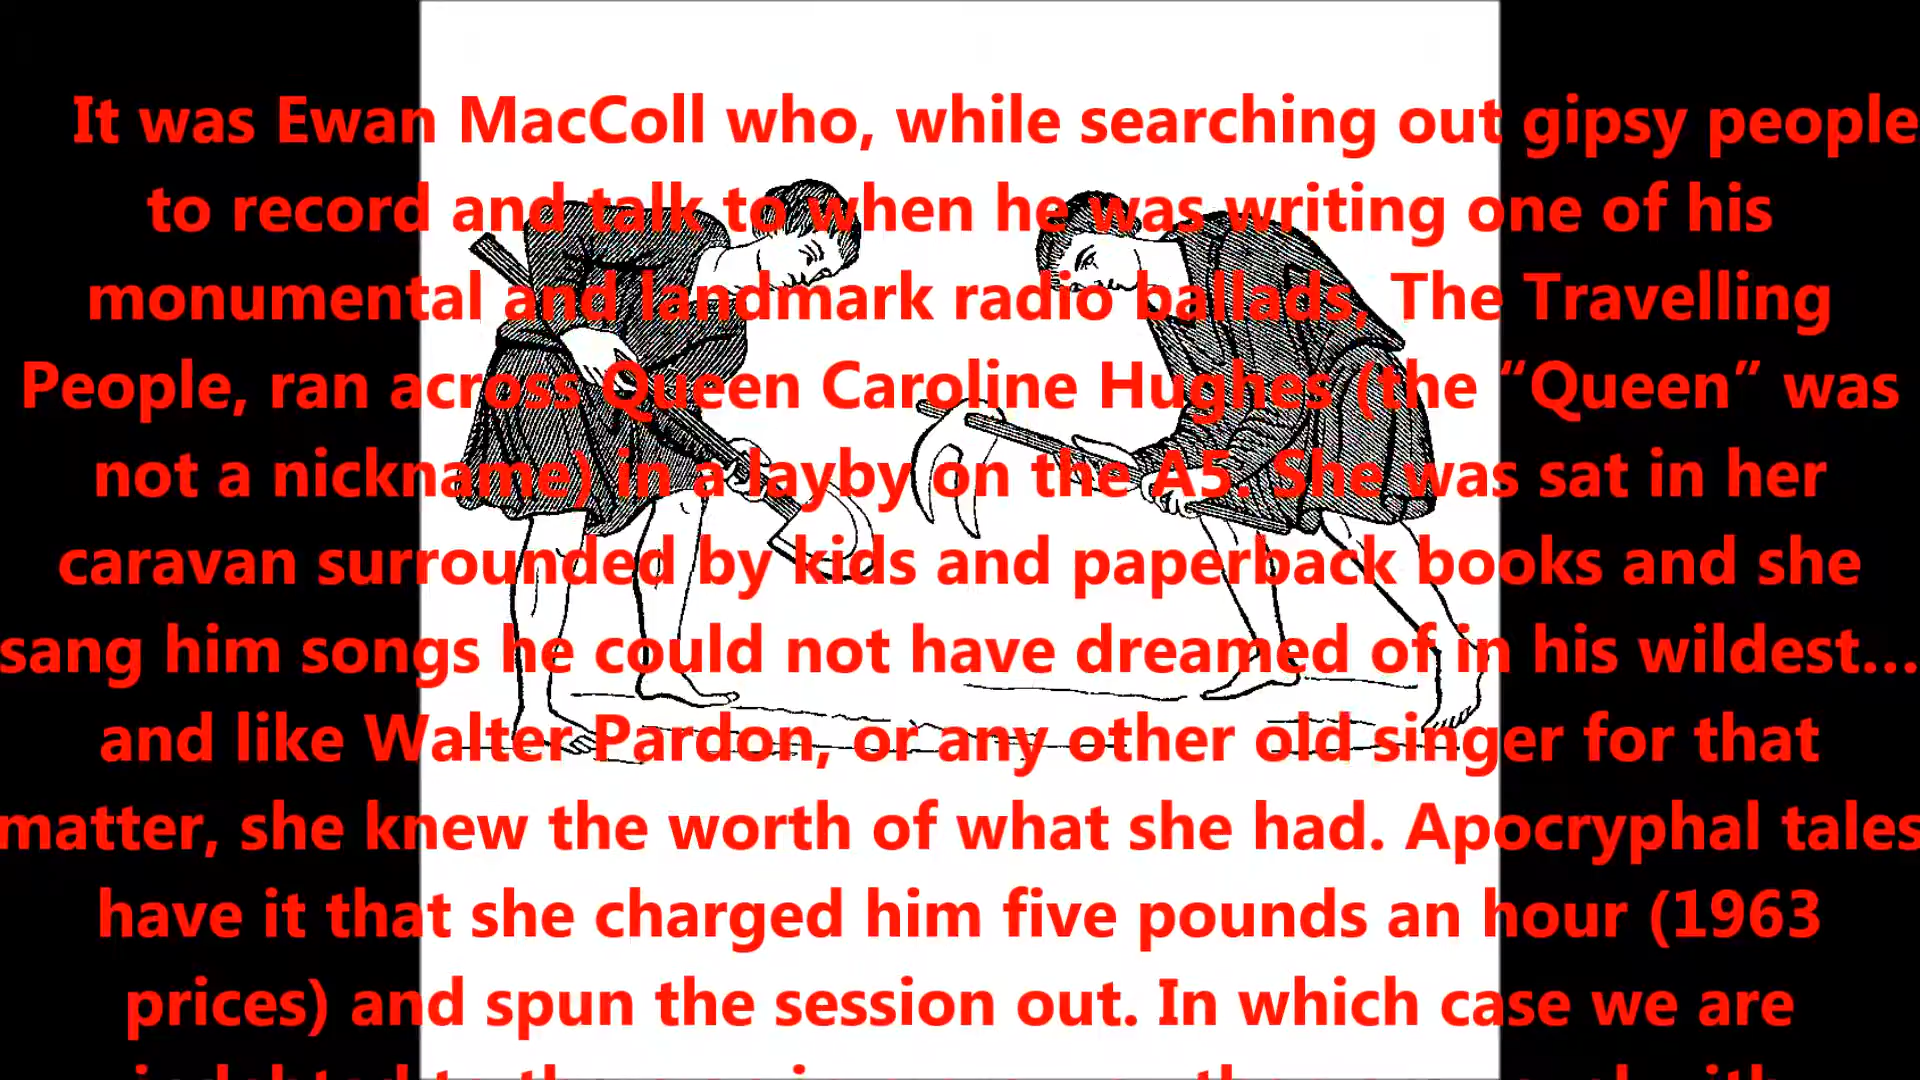 It was Ewan MacColl who, while searching out gipsy people
to record and talk to when he was writing one of his
monumental and landmark radio ballads, The Travelling
People, ran across Queen Caroline Hughes (the “Queen” was
not a nickname) in a layby on the A5. She was sat in her
caravan surrounded by kids and paperback books and she
sang him songs he could not have dreamed of in his wildest...
and like Walter Pardon, or any other old singer for that
matter, she knew the worth of what she had. Apocryphal tales
have it that she charged him five pounds an hour (1963
prices) and spun the session out. In which case we are